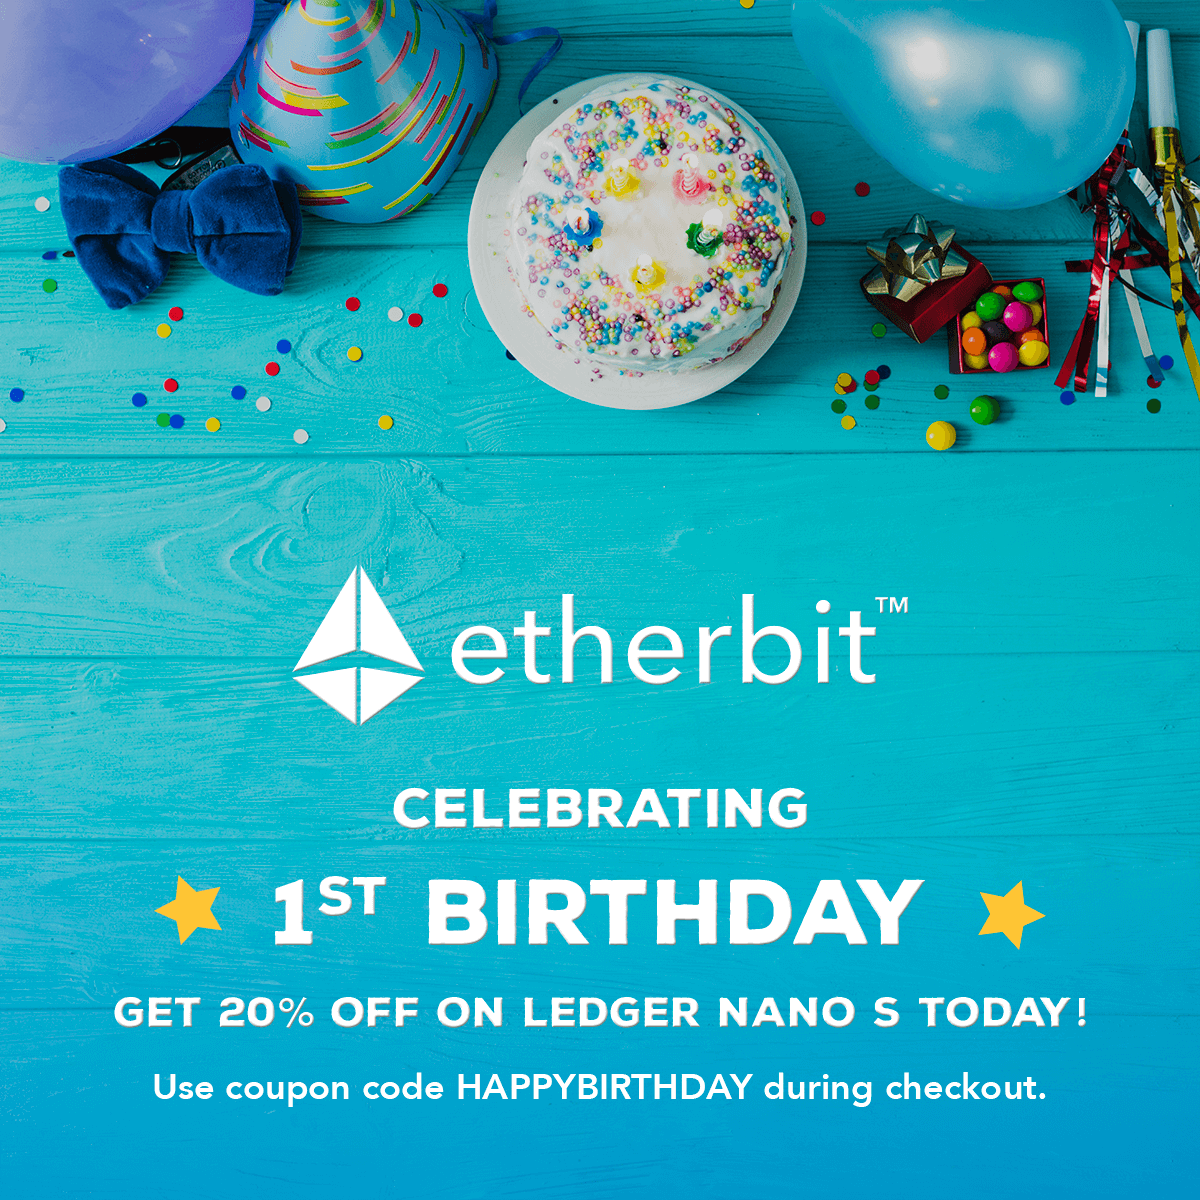 etherbit™
CELEBRATING
1ST BIRTHDAY
GET 20% OFF ON LEDGER NANO S TODAY!
Use coupon code HAPPYBIRTHDAY during checkout.